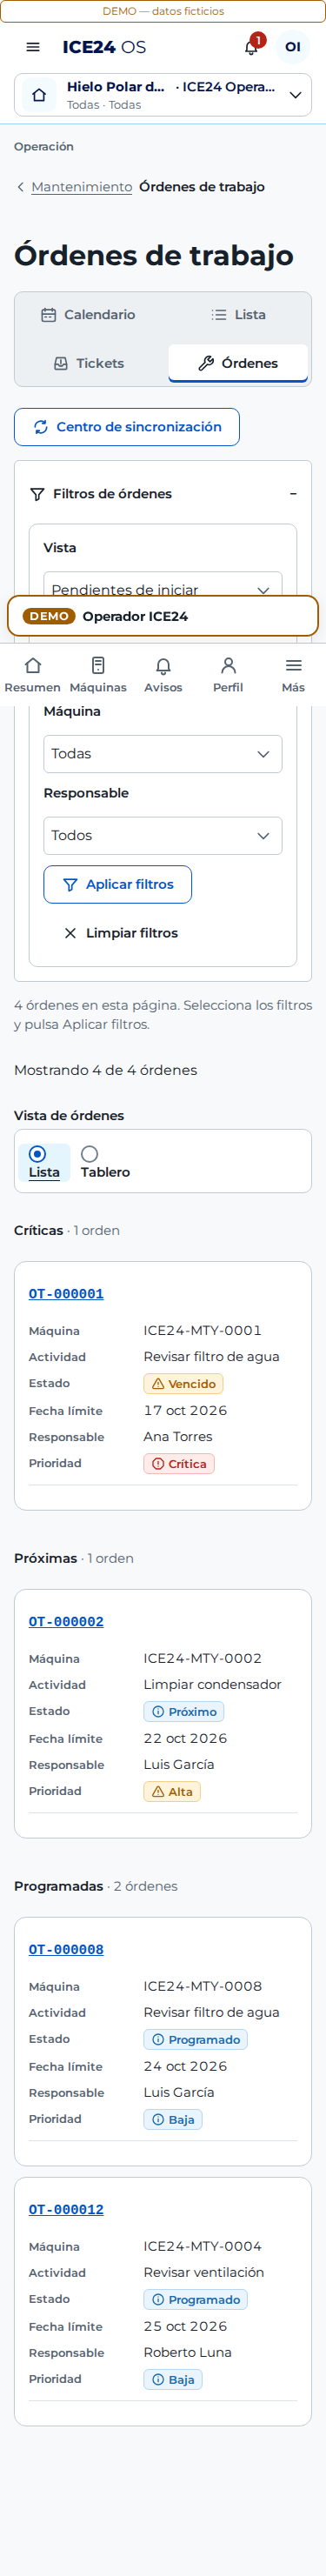 DEMO — datos ficticios
ICE24 OS
1
OI
Hielo Polar d... · ICE24 Opera...
Todas · Todas
Operación
Mantenimiento Órdenes de trabajo
Órdenes de trabajo
Calendario
Lista
Tickets
Órdenes
Centro de sincronización
Filtros de órdenes
Vista
Pendientes de iniciar
DEMO Operador ICE24
Resumen
Máquinas
Avisos
Perfil
Más
Máquina
Todas
Responsable
Todos
Aplicar filtros
Limpiar filtros
4 órdenes en esta página. Selecciona los filtros
y pulsa Aplicar filtros.
Mostrando 4 de 4 órdenes
Vista de órdenes
Lista
Tablero
Críticas · 1 orden
OT-000001
Máquina ICE24-MTY-0001
Actividad Revisar filtro de agua
Estado Vencido
Fecha límite 17 oct 2026
Responsable Ana Torres
Prioridad Crítica
Próximas · 1 orden
OT-000002
Máquina ICE24-MTY-0002
Actividad Limpiar condensador
Estado Próximo
Fecha límite 22 oct 2026
Responsable Luis García
Prioridad Alta
Programadas · 2 órdenes
OT-000008
Máquina ICE24-MTY-0008
Actividad Revisar filtro de agua
Estado Programado
Fecha límite 24 oct 2026
Responsable Luis García
Prioridad Baja
OT-000012
Máquina ICE24-MTY-0004
Actividad Revisar ventilación
Estado Programado
Fecha límite 25 oct 2026
Responsable Roberto Luna
Prioridad Baja